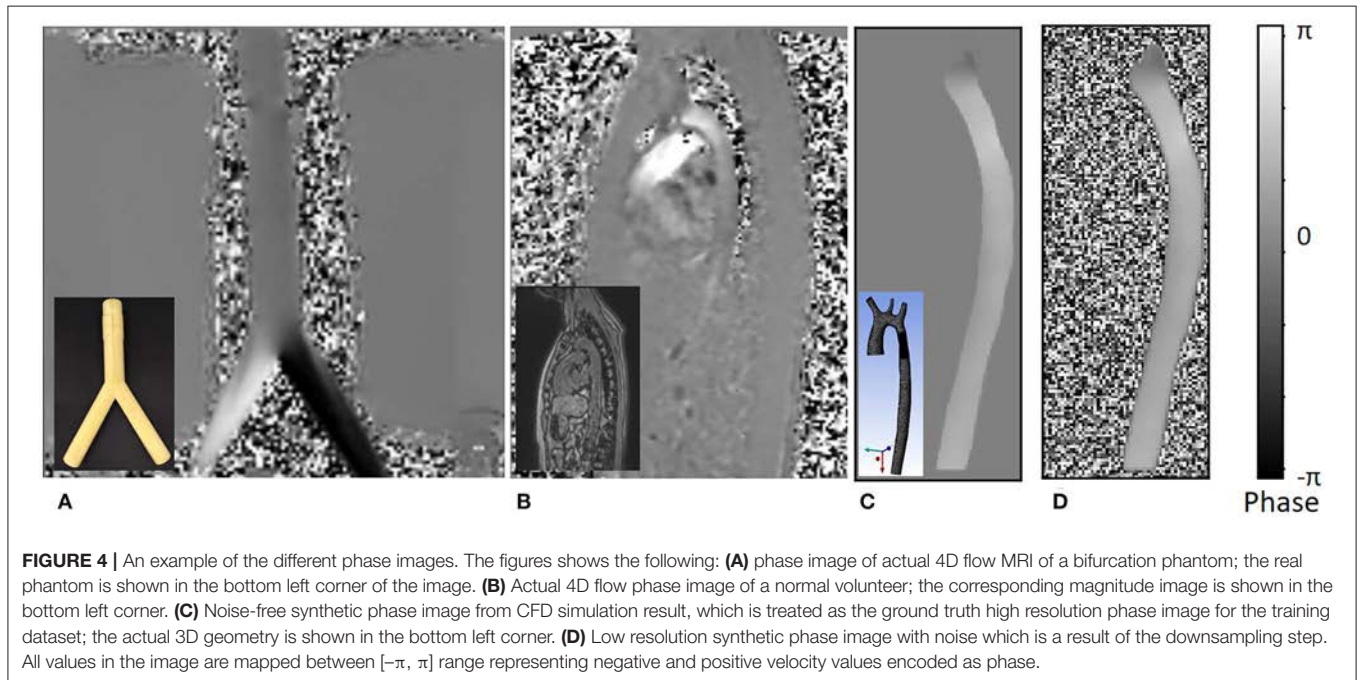 π
0
-π
Phase
A
B
C
D
FIGURE 4 | An example of the different phase images. The figures shows the following: (A) phase image of actual 4D flow MRI of a bifurcation phantom; the real
phantom is shown in the bottom left corner of the image. (B) Actual 4D flow phase image of a normal volunteer; the corresponding magnitude image is shown in the
bottom left corner. (C) Noise-free synthetic phase image from CFD simulation result, which is treated as the ground truth high resolution phase image for the training
dataset; the actual 3D geometry is shown in the bottom left corner. (D) Low resolution synthetic phase image with noise which is a result of the downsampling step.
All values in the image are mapped between [–π, π] range representing negative and positive velocity values encoded as phase.